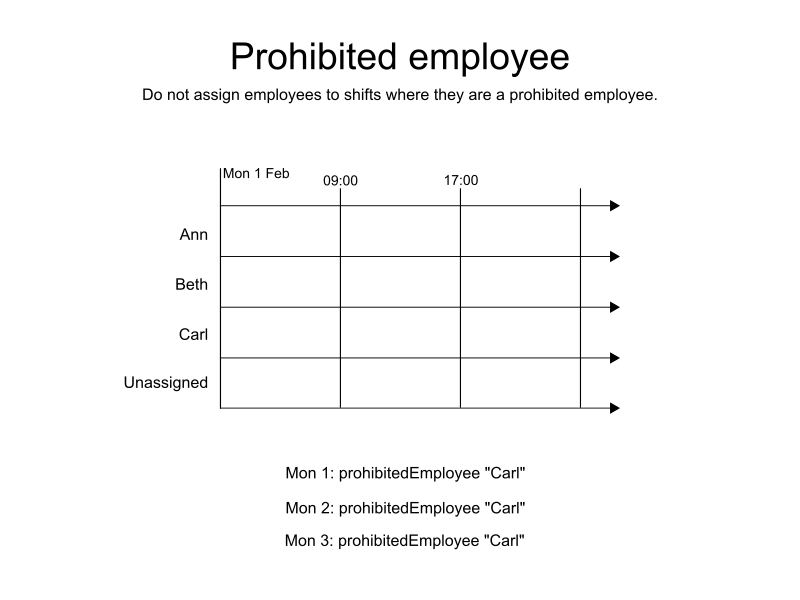 Prohibited employee
Do not assign employees to shifts where they are a prohibited employee.
Mon 1 Feb
09:00
17:00
Ann
Beth
Carl
Unassigned
Mon 1: prohibitedEmployee "Carl"
Mon 2: prohibitedEmployee "Carl"
Mon 3: prohibitedEmployee "Carl"